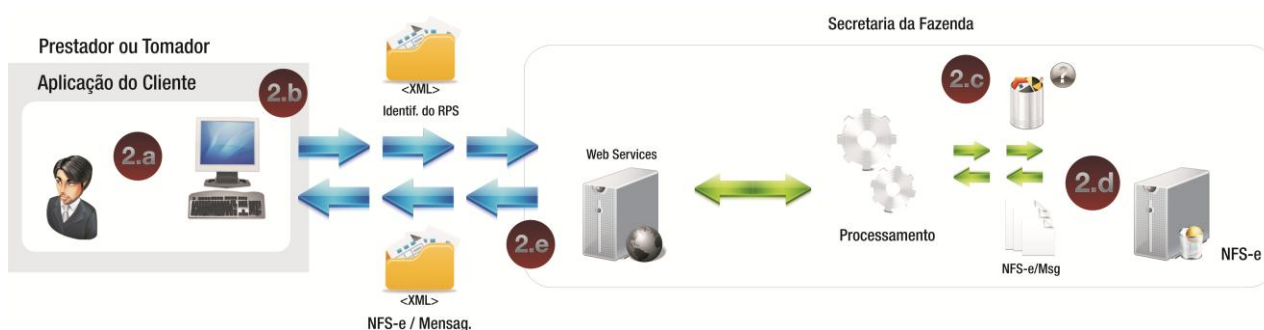 Secretaria da Fazenda
Prestador ou Tomador
Aplicação do Cliente
2.b
2.a
<XML>
Identif. do RPS
2.c
?
Web Services
2.d
2.e
Processamento
NFS-e/Msg
NFS-e
<XML>
NFS-e / Mensag.